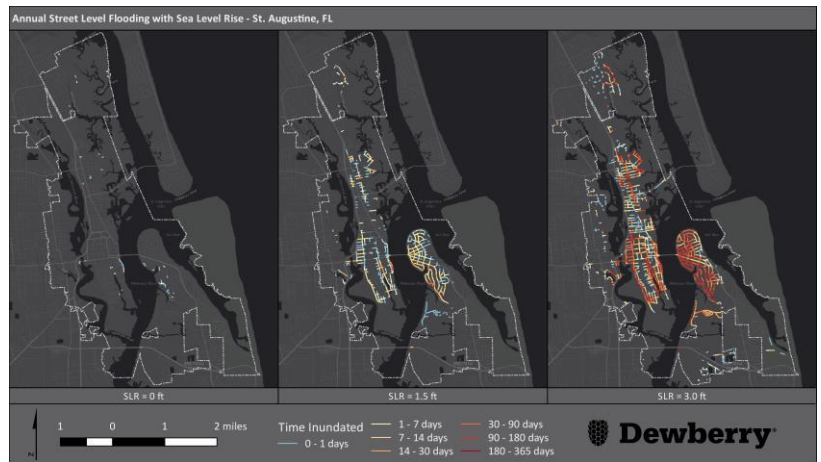 Annual Street Level Flooding with Sea Level Rise - St. Augustine, FL
SLR = 0 ft
SLR = 1.5 ft
SLR = 3.0 ft
1 0 1 2 miles
N
Time Inundated
0 - 1 days
1 - 7 days
7 - 14 days
14 - 30 days
30 - 90 days
90 - 180 days
180 - 365 days
Dewberry